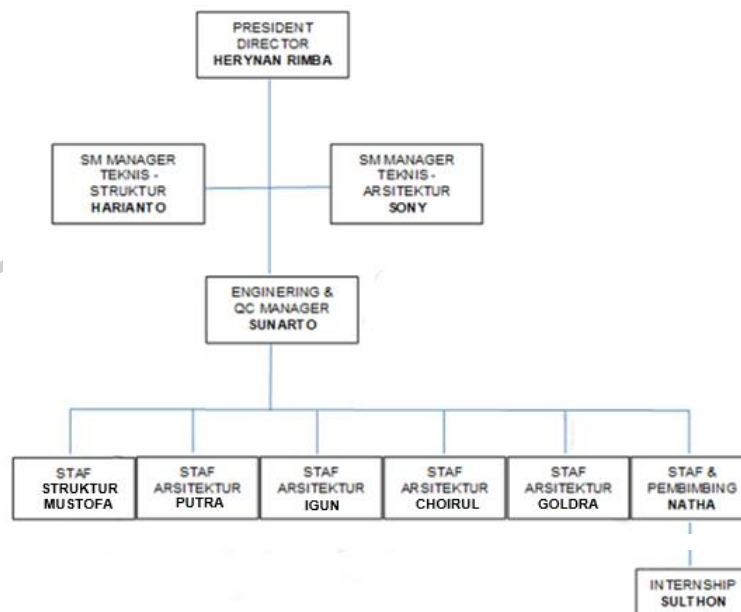 PRESIDENT
DIRECTOR
HERYNAN RIMBA
SM MANAGER
TEKNIS -
STRUKTUR
HARIANTO
SM MANAGER
TEKNIS -
ARSITEKTUR
SONY
ENGINERING &
QC MANAGER
SUNARTO
STAF
STRUKTUR
MUSTOFA
STAF
ARSITEKTUR
PUTRA
STAF
ARSITEKTUR
IGUN
STAF
ARSITEKTUR
CHOIRUL
STAF
ARSITEKTUR
GOLDRA
STAF &
PEMBIMBING
NATHA
INTERNSHIP
SULTHON